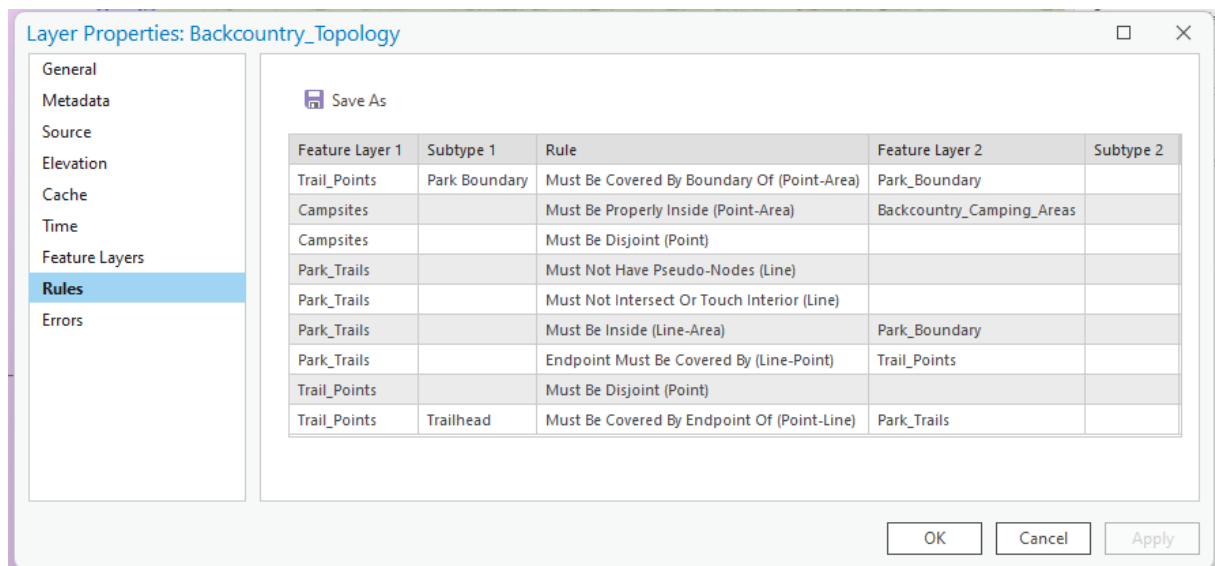 Layer Properties: Backcountry_Topology
General
Metadata
Source
Elevation
Cache
Time
Feature Layers
Rules
Errors
Save As
Feature Layer 1 Subtype 1 Rule Feature Layer 2 Subtype 2
Trail_Points Park Boundary Must Be Covered By Boundary Of (Point-Area) Park_Boundary
Campsites Must Be Properly Inside (Point-Area) Backcountry_Camping_Areas
Campsites Must Be Disjoint (Point)
Park_Trails Must Not Have Pseudo-Nodes (Line)
Park_Trails Must Not Intersect Or Touch Interior (Line)
Park_Trails Must Be Inside (Line-Area) Park_Boundary
Park_Trails Endpoint Must Be Covered By (Line-Point) Trail_Points
Trail_Points Must Be Disjoint (Point)
Trail_Points Trailhead Must Be Covered By Endpoint Of (Point-Line) Park_Trails
OK Cancel Apply